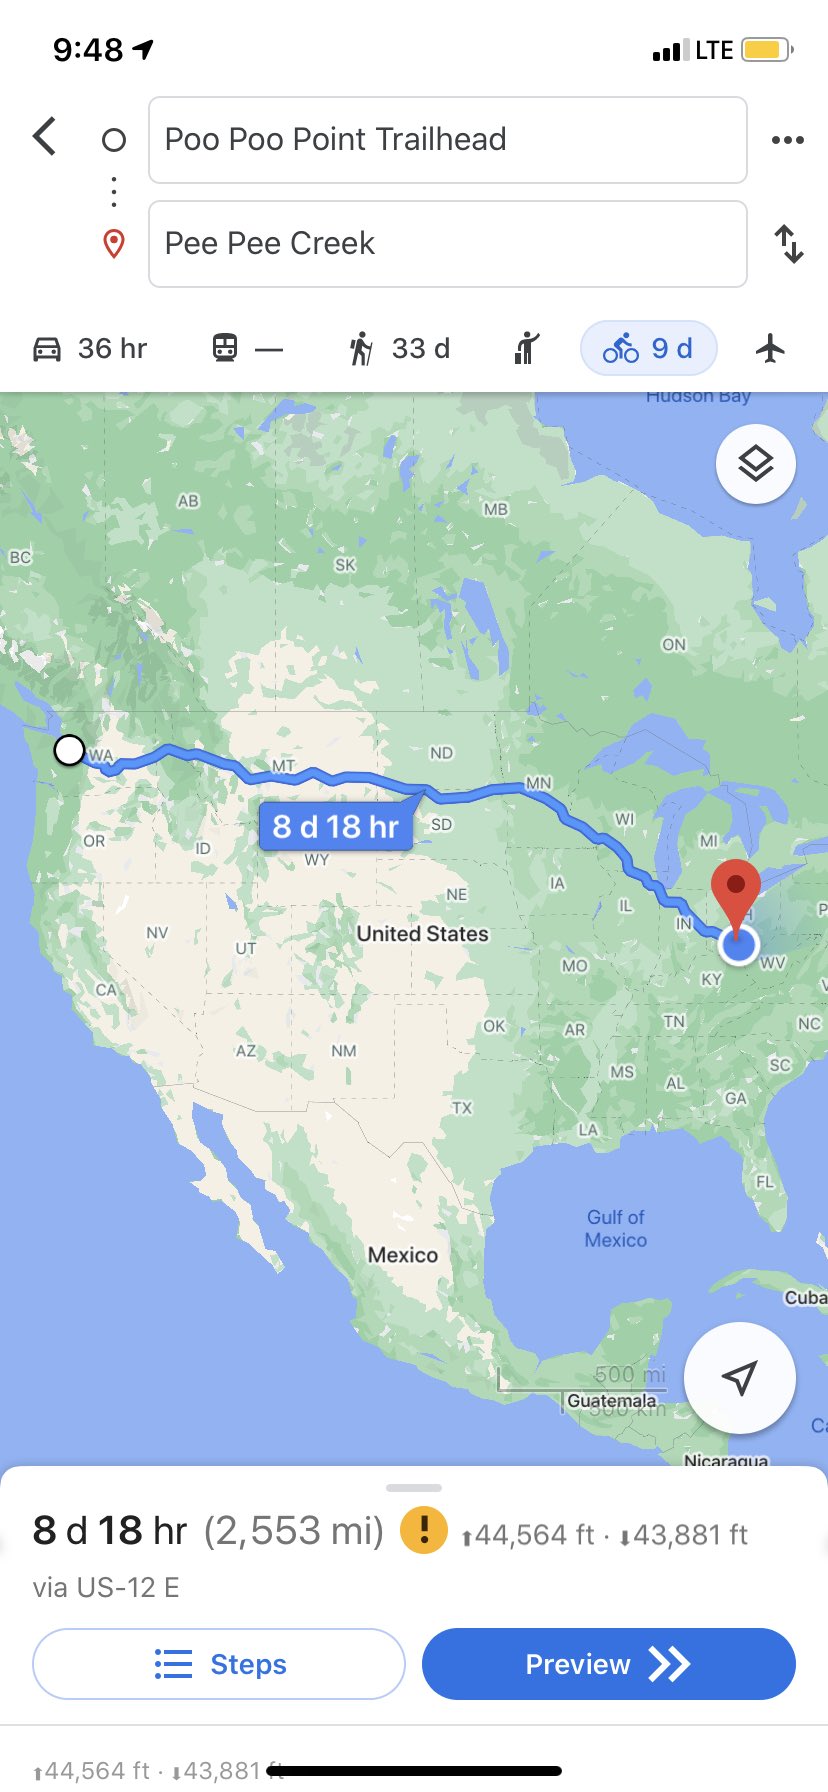 9:48
LTE
Poo Poo Point Trailhead
Pee Pee Creek
36 hr
—
33 d
9 d
Hudson Bay
AB
MB
BC
SK
ON
WA
MT
ND
MN
8 d 18 hr
SD
WI
MI
OR
ID
WY
IA
NE
IL
IN
United States
NV
UT
MO
KY
WV
CA
OK
AR
TN
NC
AZ
NM
MS
AL
SC
GA
TX
LA
FL
Gulf of
Mexico
Mexico
Cuba
500 mi
Guatemala
500 km
Nicaragua
8 d 18 hr (2,553 mi) ! 44,564 ft · 43,881 ft
via US-12 E
Steps
Preview
44,564 ft · 43,881 ft